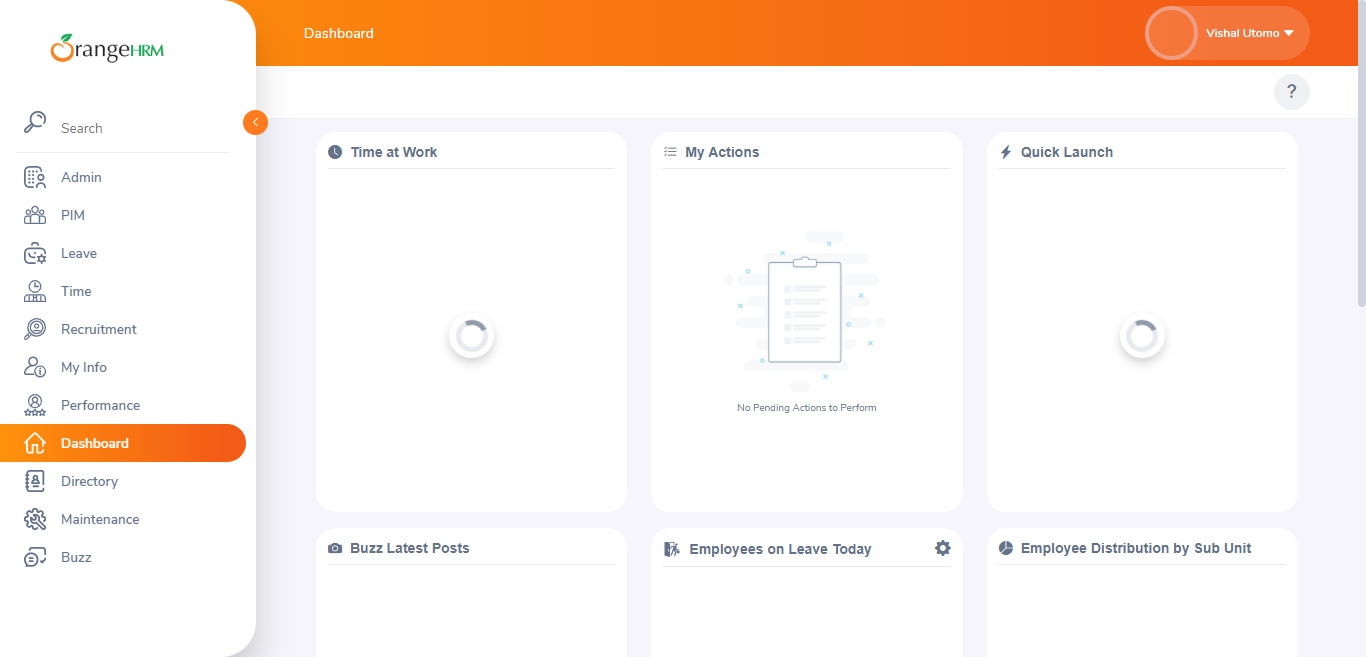 OrangeHRM
Dashboard
Vishal Utomo
?
Search
Admin
PIM
Leave
Time
Recruitment
My Info
Performance
Dashboard
Directory
Maintenance
Buzz
Time at Work
My Actions
No Pending Actions to Perform
Quick Launch
Buzz Latest Posts
Employees on Leave Today
Employee Distribution by Sub Unit